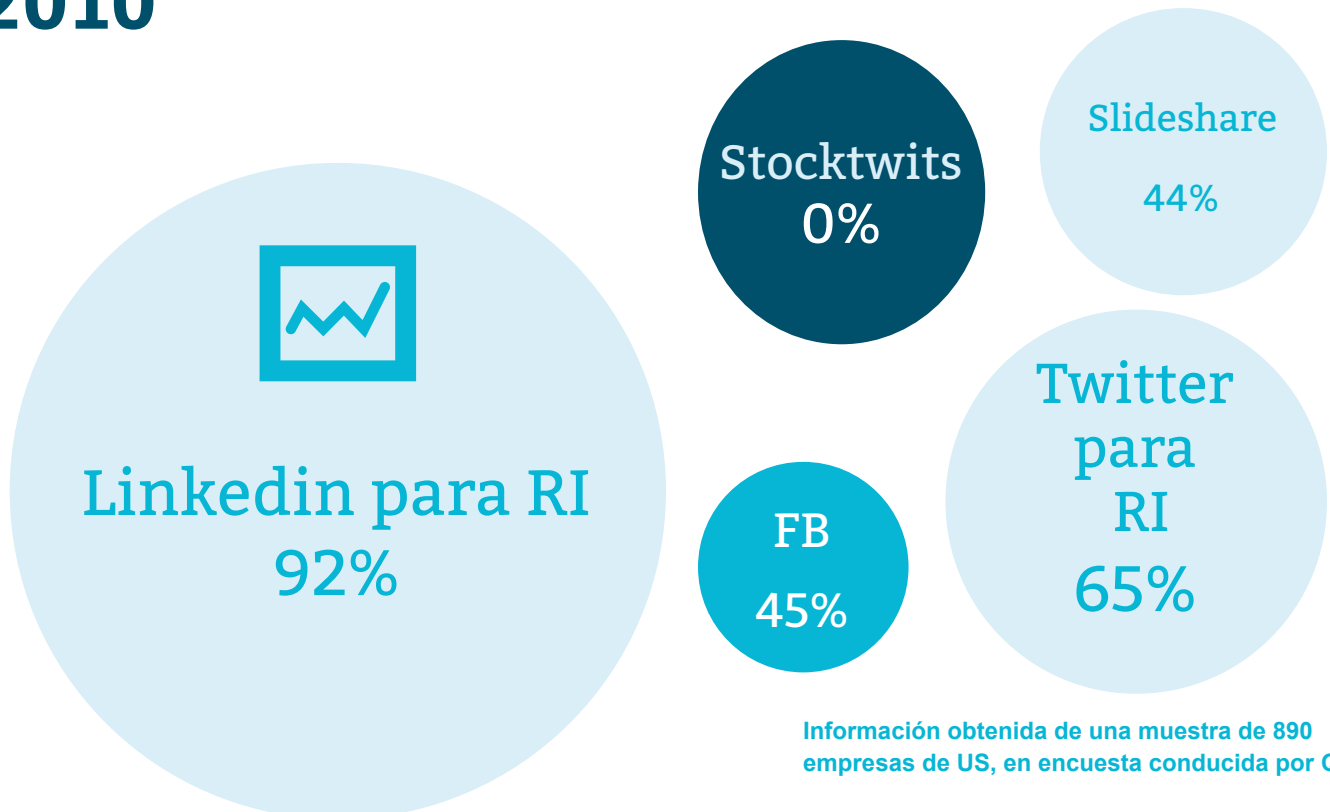 2010
Linkedin para RI
92%
Stocktwits
0%
Slideshare
44%
FB
45%
Twitter
para
RI
65%
Información obtenida de una muestra de 890
empresas de US, en encuesta conducida por